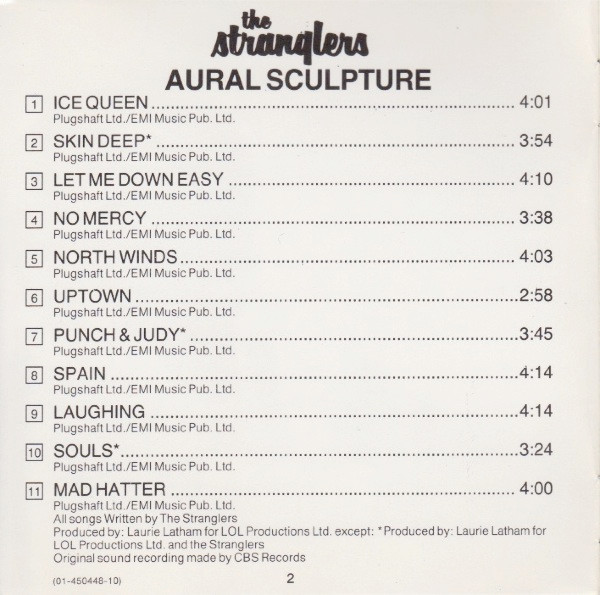 the
stranglers
AURAL SCULPTURE
1 ICE QUEEN 4:01
Plugshaft Ltd./EMI Music Pub. Ltd.
2 SKIN DEEP* 3:54
Plugshaft Ltd./EMI Music Pub. Ltd.
3 LET ME DOWN EASY 4:10
Plugshaft Ltd./EMI Music Pub. Ltd.
4 NO MERCY 3:38
Plugshaft Ltd./EMI Music Pub. Ltd.
5 NORTH WINDS 4:03
Plugshaft Ltd./EMI Music Pub. Ltd.
6 UPTOWN 2:58
Plugshaft Ltd./EMI Music Pub. Ltd.
7 PUNCH & JUDY* 3:45
Plugshaft Ltd./EMI Music Pub. Ltd.
8 SPAIN 4:14
Plugshaft Ltd./EMI Music Pub. Ltd.
9 LAUGHING 4:14
Plugshaft Ltd./EMI Music Pub. Ltd.
10 SOULS* 3:24
Plugshaft Ltd./EMI Music Pub. Ltd.
11 MAD HATTER 4:00
Plugshaft Ltd./EMI Music Pub. Ltd.
All songs Written by The Stranglers
Produced by: Laurie Latham for LOL Productions Ltd. except: *Produced by: Laurie Latham for
LOL Productions Ltd. and the Stranglers
Original sound recording made by CBS Records
(01-450448-10) 2